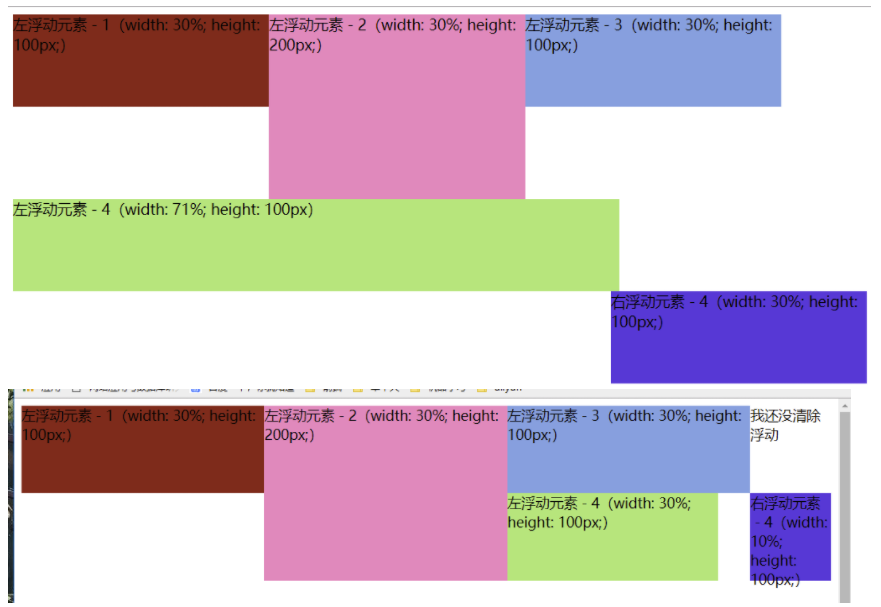 左浮动元素 - 1（width: 30%; height:
100px;）
左浮动元素 - 2（width: 30%; height:
200px;）
左浮动元素 - 3（width: 30%; height:
100px;）
左浮动元素 - 4（width: 71%; height: 100px）
右浮动元素 - 4（width: 30%; height:
100px;）
左浮动元素 - 1（width: 30%; height:
100px;）
左浮动元素 - 2（width: 30%; height:
200px;）
左浮动元素 - 3（width: 30%; height:
100px;）
我还没清除
浮动
左浮动元素 - 4（width: 30%;
height: 100px;）
右浮动元素
- 4（width:
10%;
height:
100px;）